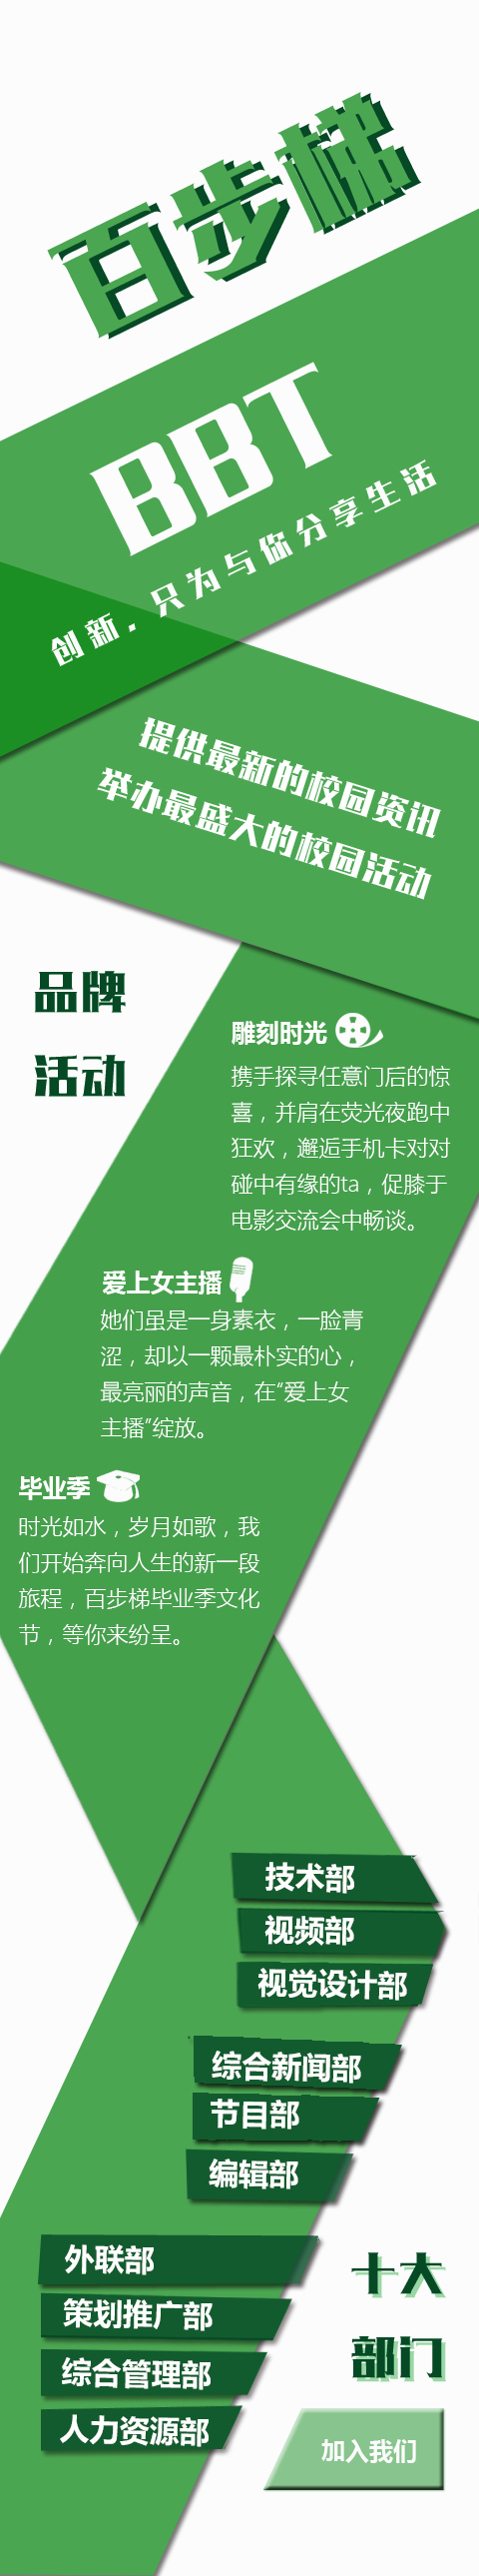 百步梯
BBT
创新，只为与你分享生活
提供最新的校园资讯
举办最盛大的校园活动
品牌
活动
雕刻时光
携手探寻任意门后的惊
喜，并肩在荧光夜跑中
狂欢，邂逅手机卡对对
碰中有缘的ta，促膝于
电影交流会中畅谈。
爱上女主播
她们虽是一身素衣，一脸青
涩，却以一颗最朴实的心，
最亮丽的声音，在“爱上女
主播”绽放。
毕业季
时光如水，岁月如歌，我
们开始奔向人生的新一段
旅程，百步梯毕业季文化
节，等你来纷呈。
技术部
视频部
视觉设计部
综合新闻部
节目部
编辑部
外联部
策划推广部
综合管理部
人力资源部
十大
部门
加入我们